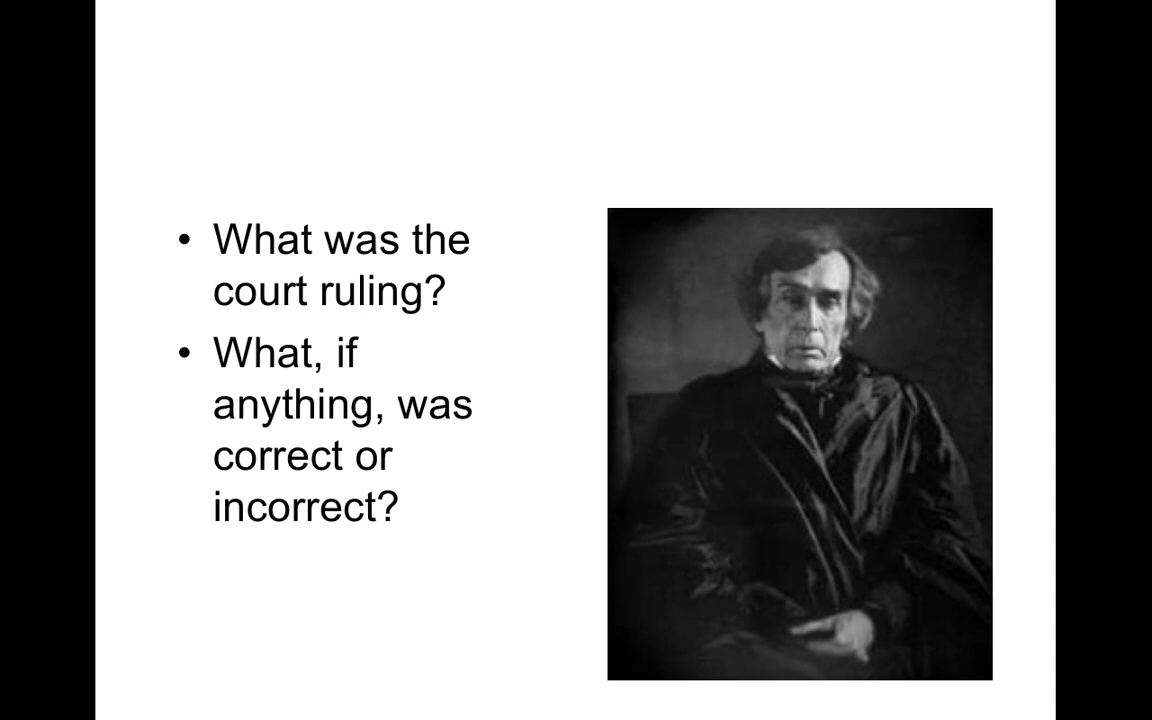 • What was the
court ruling?
• What, if
anything, was
correct or
incorrect?